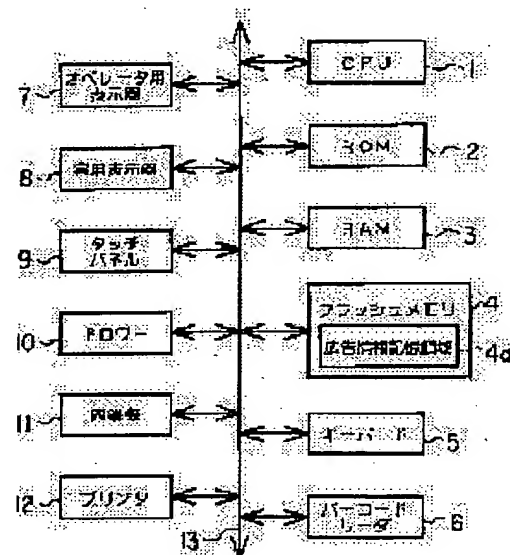 オペレータ用
表示器
7
客用表示器
8
タッチ
パネル
9
ドロワー
10
11
プリンタ
12
13
CPU
1
ROM
2
RAM
3
フラッシュメモリ
4
広告情報記憶領域
4a
キーボード
5
バーコード
リーダ
6